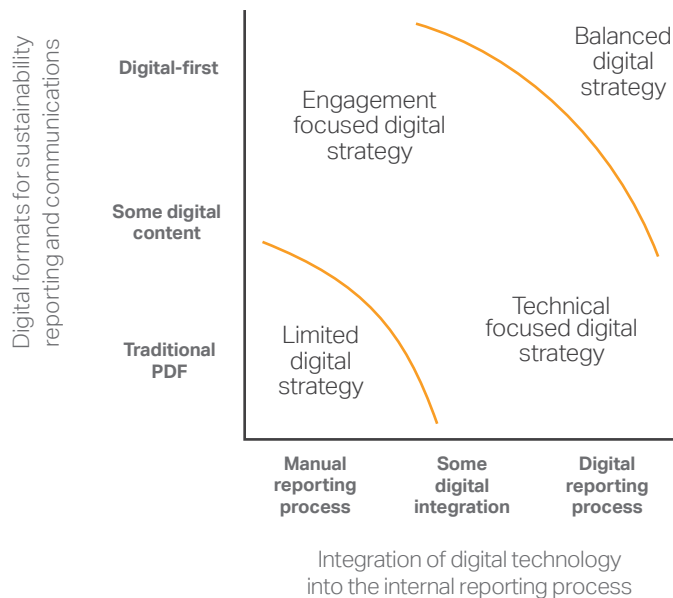 Digital formats for sustainability
reporting and communications
Digital-first
Some digital
content
Traditional
PDF
Engagement
focused digital
strategy
Balanced
digital
strategy
Limited
digital
strategy
Technical
focused digital
strategy
Manual
reporting
process
Some
digital
integration
Digital
reporting
process
Integration of digital technology
into the internal reporting process